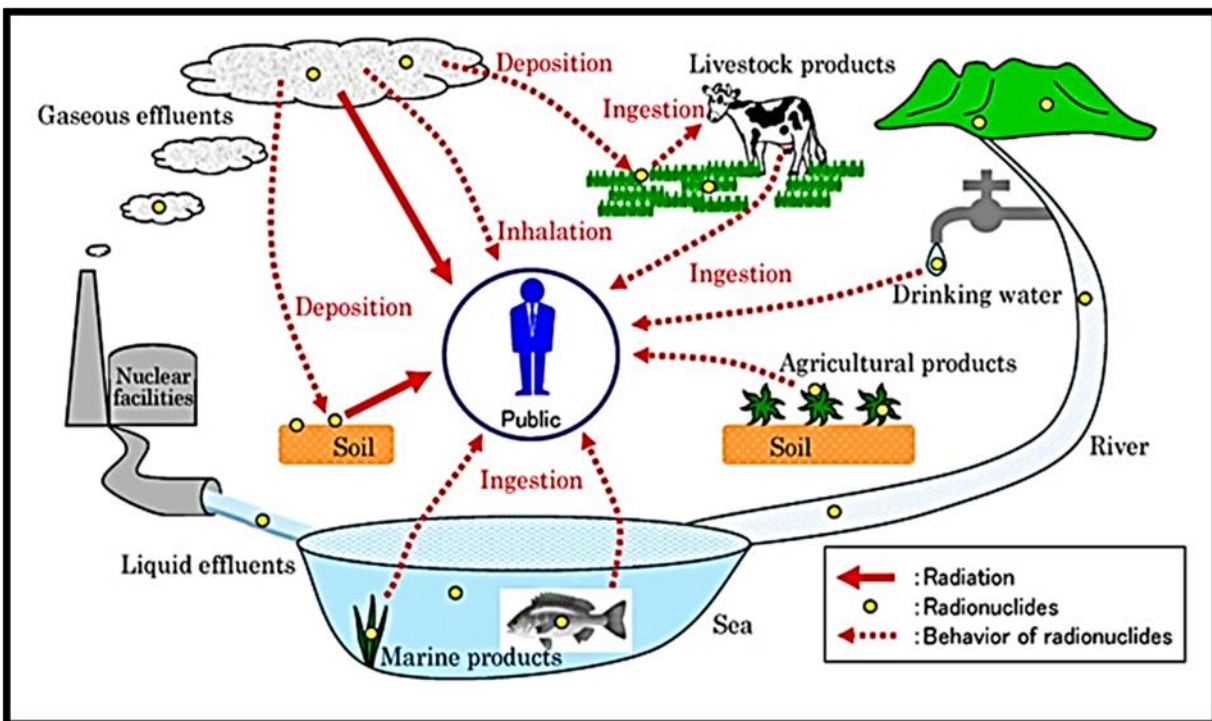 Deposition
Livestock products
Ingestion
Gaseous effluents
Inhalation
Ingestion
Drinking water
Deposition
Nuclear
facilities
Public
Agricultural products
Soil
Soil
River
Ingestion
Liquid effluents
Sea
Marine products
:Radiation
:Radionuclides
:Behavior of radionuclides